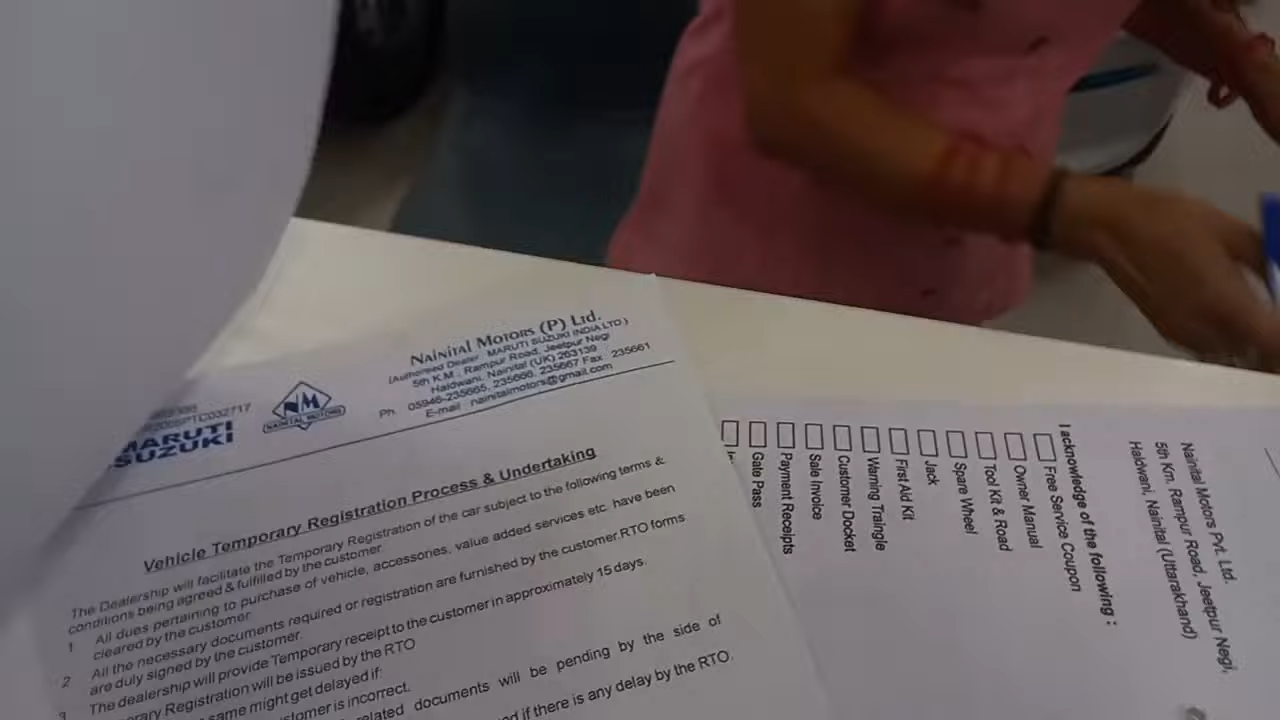 MARUTI
SUZUKI
NM
NAINITAL MOTORS
Nainital Motors (P) Ltd.
(Authorised Dealer MARUTI SUZUKI INDIA LTD)
5th K.M., Rampur Road, Jeetpur Negi
Haldwani, Nainital (UK) 263139
Ph. 05946-235665, 235666, 235667 Fax 235661
E-mail : nainitalmotors@gmail.com
Vehicle Temporary Registration Process & Undertaking
The Dealership will facilitate the Temporary Registration of the car subject to the following terms &
conditions being agreed & fulfilled by the customer
1 All dues pertaining to purchase of vehicle, accessories, value added services etc. have been
cleared by the customer
2 All the necessary documents required or registration are furnished by the customer.RTO forms
are duly signed by the customer.
3 The dealership will provide Temporary receipt to the customer in approximately 15 days.
Registration will be issued by the RTO
same might get delayed if:
is incorrect.
documents will be pending by the side of
if there is any delay by the RTO.
Nainital Motors Pvt. Ltd.
5th Km. Rampur Road, Jeetpur Negi,
Haldwani, Nainital (Uttarakhand)
I acknowledge of the following :
Free Service Coupon
Owner Manual
Tool Kit & Road
Spare Wheel
Jack
First Aid Kit
Warning Traingle
Customer Docket
Sale Invoice
Payment Receipts
Gate Pass